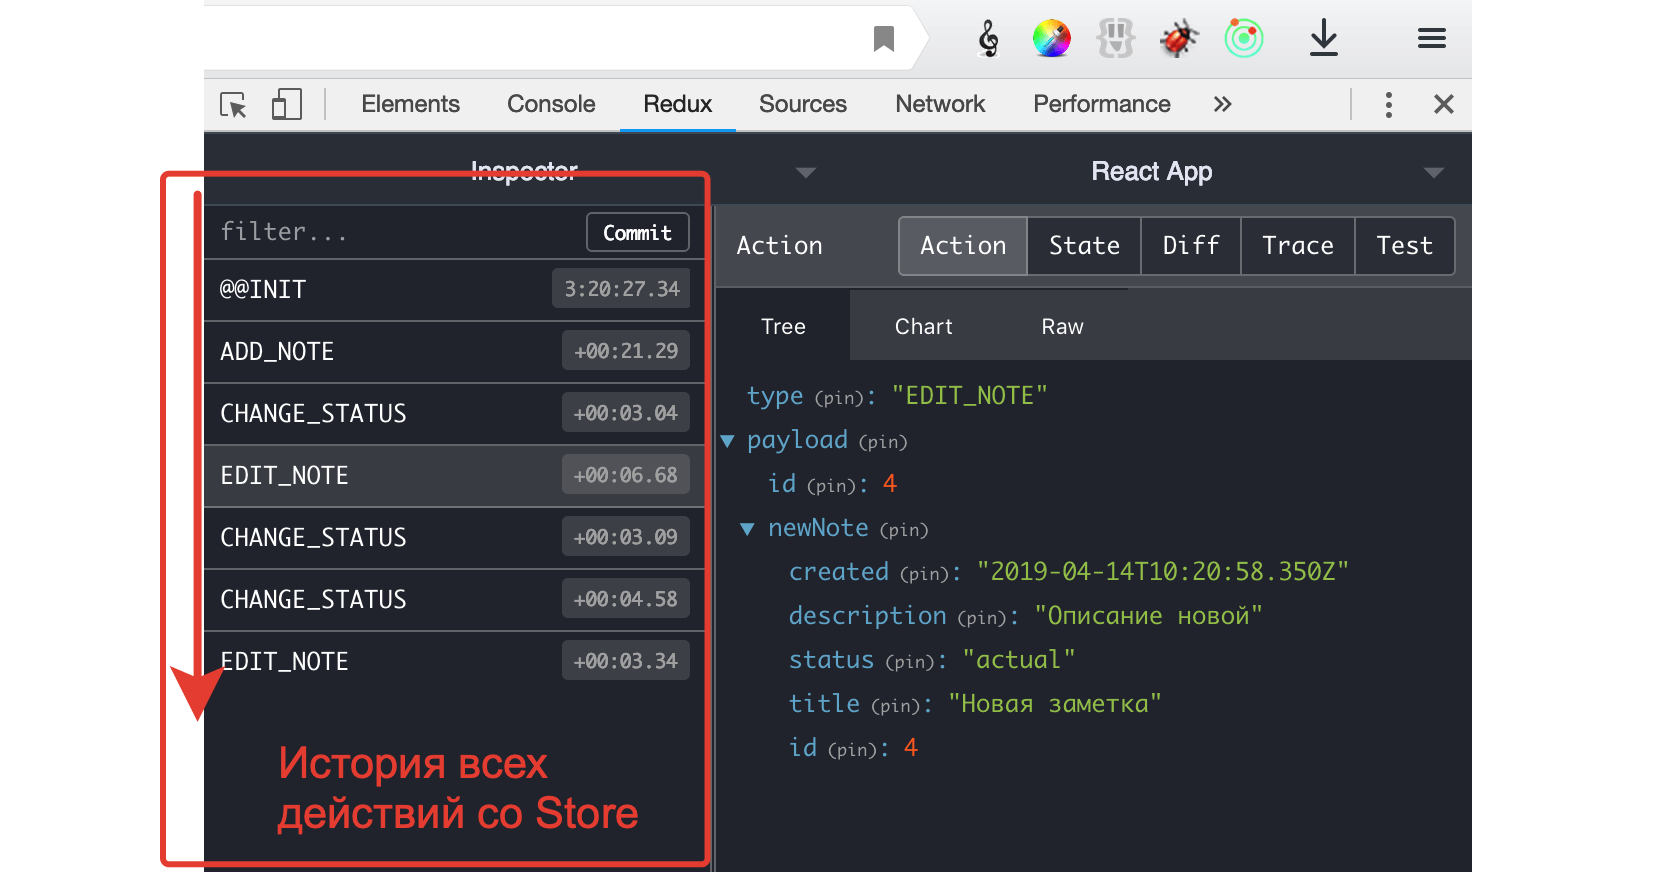 Elements Console Redux Sources Network Performance »
Inspector React App
filter... Commit
@@INIT 3:20:27.34
ADD_NOTE +00:21.29
CHANGE_STATUS +00:03.04
EDIT_NOTE +00:06.68
CHANGE_STATUS +00:03.09
CHANGE_STATUS +00:04.58
EDIT_NOTE +00:03.34
История всех
действий со Store
Action Action State Diff Trace Test
Tree Chart Raw
type (pin): "EDIT_NOTE"
payload (pin)
id (pin): 4
newNote (pin)
created (pin): "2019-04-14T10:20:58.350Z"
description (pin): "Описание новой"
status (pin): "actual"
title (pin): "Новая заметка"
id (pin): 4